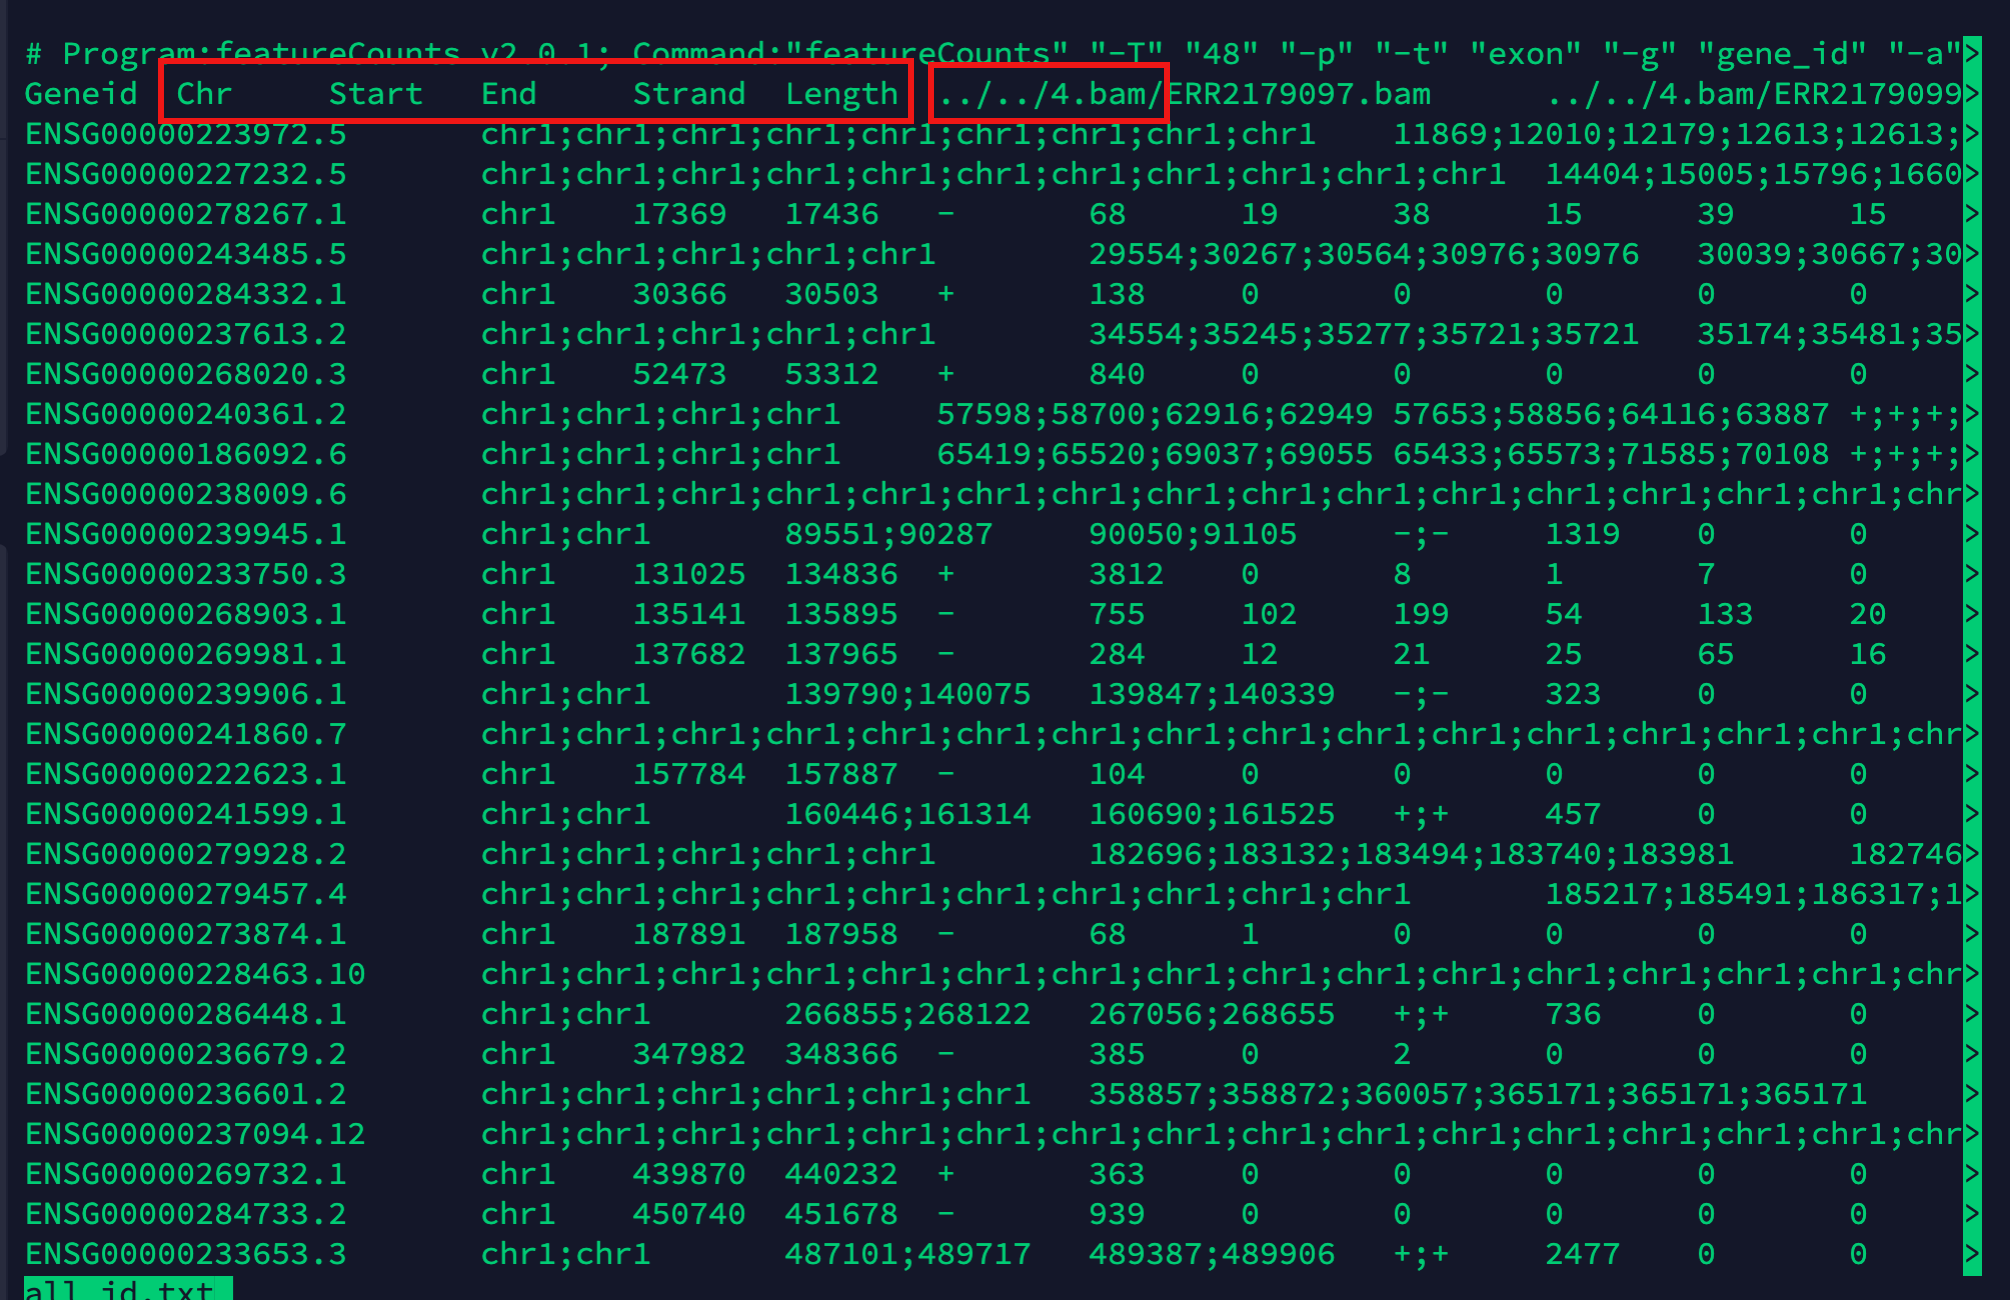 # Program:featureCounts v2.0.1; Command:"featureCounts" "-T" "48" "-p" "-t" "exon" "-g" "gene_id" "-a">
Geneid Chr Start End Strand Length ../../4.bam/ERR2179097.bam ../../4.bam/ERR2179099>
ENSG00000223972.5 chr1;chr1;chr1;chr1;chr1;chr1;chr1;chr1;chr1 11869;12010;12179;12613;12613;>
ENSG00000227232.5 chr1;chr1;chr1;chr1;chr1;chr1;chr1;chr1;chr1;chr1;chr1 14404;15005;15796;1660>
ENSG00000278267.1 chr1 17369 17436 - 68 19 38 15 39 15 >
ENSG00000243485.5 chr1;chr1;chr1;chr1;chr1 + 29554;30267;30564;30976;30976 30039;30667;30>
ENSG00000284332.1 chr1 30366 30503 + 138 0 0 0 0 0 >
ENSG00000237613.2 chr1;chr1;chr1;chr1;chr1 34554;35245;35277;35721;35721 35174;35481;35>
ENSG00000268020.3 chr1 52473 53312 + 840 0 0 0 0 0 >
ENSG00000240361.2 chr1;chr1;chr1;chr1 57598;58700;62916;62949 57653;58856;64116;63887 +;+;+;>
ENSG00000186092.6 chr1;chr1;chr1;chr1 65419;65520;69037;69055 65433;65573;71585;70108 +;+;+;>
ENSG00000238009.6 chr1;chr1;chr1;chr1;chr1;chr1;chr1;chr1;chr1;chr1;chr1;chr1;chr1;chr1;chr1;chr>
ENSG00000239945.1 chr1;chr1 89551;90287 90050;91105 -;- 1319 0 0 >
ENSG00000233750.3 chr1 131025 134836 + 3812 0 8 1 7 0 >
ENSG00000268903.1 chr1 135141 135895 - 755 102 199 54 133 20 >
ENSG00000269981.1 chr1 137682 137965 - 284 12 21 25 65 16 >
ENSG00000239906.1 chr1;chr1 139790;140075 139847;140339 -;- 323 0 0 >
ENSG00000241860.7 chr1;chr1;chr1;chr1;chr1;chr1;chr1;chr1;chr1;chr1;chr1;chr1;chr1;chr1;chr1;chr>
ENSG00000222623.1 chr1 157784 157887 - 104 0 0 0 0 0 >
ENSG00000241599.1 chr1;chr1 160446;161314 160690;161525 +;+ 457 0 0 >
ENSG00000279928.2 chr1;chr1;chr1;chr1;chr1 182696;183132;183494;183740;183981 182746>
ENSG00000279457.4 chr1;chr1;chr1;chr1;chr1;chr1;chr1;chr1;chr1;chr1 185217;185491;186317;1>
ENSG00000273874.1 chr1 187891 187958 - 68 1 0 0 0 0 >
ENSG00000228463.10 chr1;chr1;chr1;chr1;chr1;chr1;chr1;chr1;chr1;chr1;chr1;chr1;chr1;chr1;chr1;chr>
ENSG00000286448.1 chr1;chr1 266855;268122 267056;268655 +;+ 736 0 0 >
ENSG00000236679.2 chr1 347982 348366 - 385 0 2 0 0 0 >
ENSG00000236601.2 chr1;chr1;chr1;chr1;chr1;chr1 358857;358872;360057;365171;365171;365171 >
ENSG00000237094.12 chr1;chr1;chr1;chr1;chr1;chr1;chr1;chr1;chr1;chr1;chr1;chr1;chr1;chr1;chr1;chr>
ENSG00000269732.1 chr1 439870 440232 + 363 0 0 0 0 0 >
ENSG00000284733.2 chr1 450740 451678 - 939 0 0 0 0 0 >
ENSG00000233653.3 chr1;chr1 487101;489717 489387;489906 +;+ 2477 0 0 >
all_id.txt